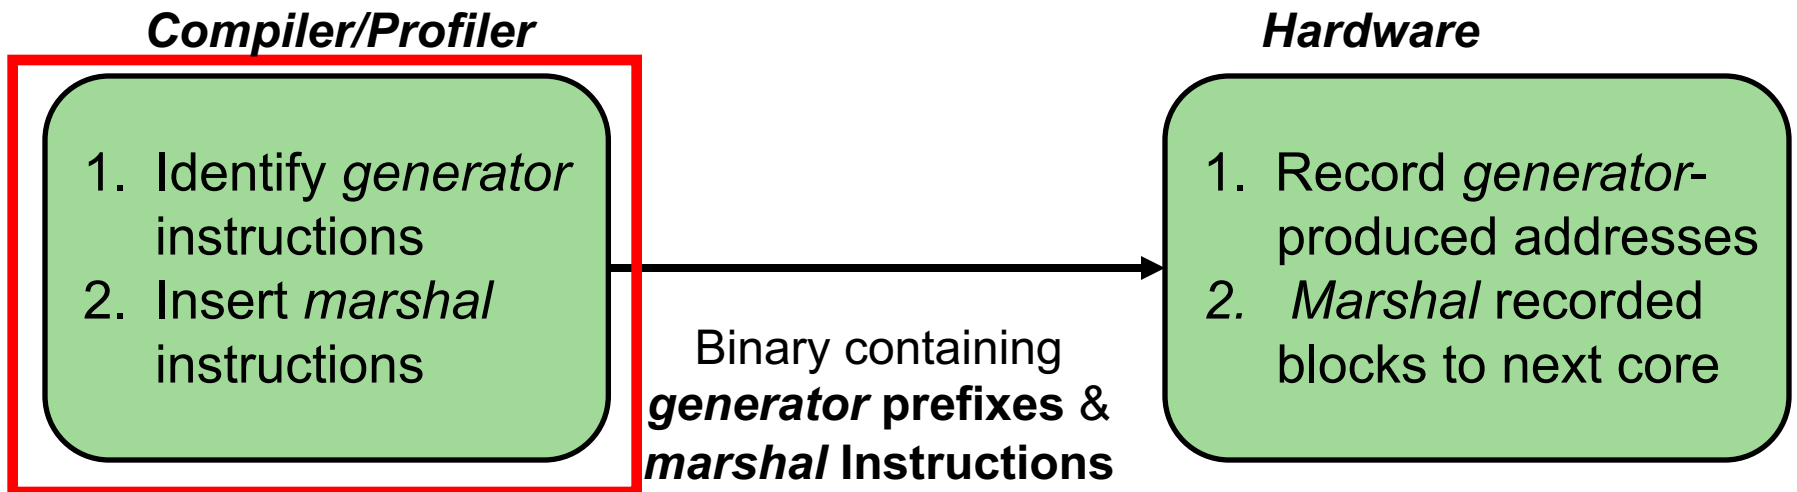 Compiler/Profiler
1. Identify generator
instructions
2. Insert marshal
instructions
Binary containing
generator prefixes &
marshal Instructions
Hardware
1. Record generator-
produced addresses
2. Marshal recorded
blocks to next core